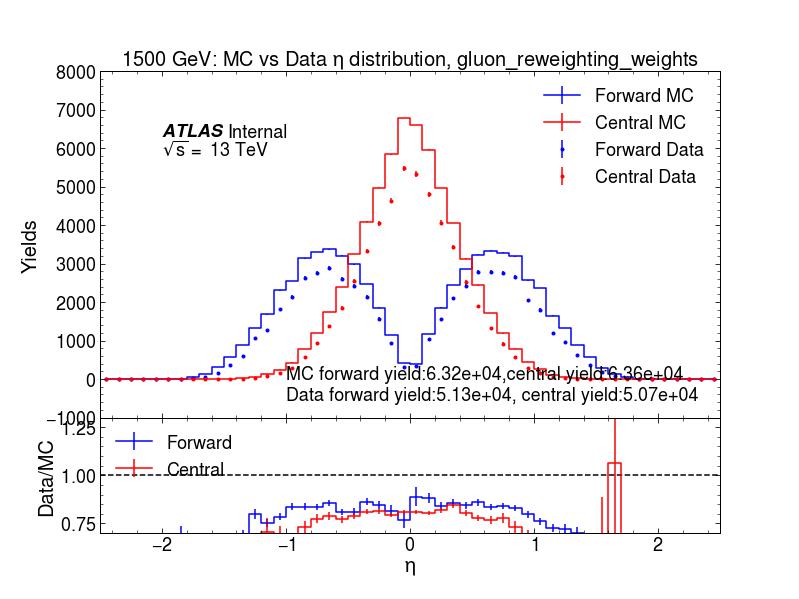 1500 GeV: MC vs Data η distribution, gluon_reweighting_weights
8000
7000
6000
5000
4000
3000
2000
1000
0
−1000
Yields
ATLAS Internal
√s = 13 TeV
Forward MC
Central MC
Forward Data
Central Data
MC forward yield:6.32e+04,central yield:6.36e+04
Data forward yield:5.13e+04, central yield:5.07e+04
1.25
1.00
0.75
Data/MC
Forward
Central
−2
−1
0
1
2
η